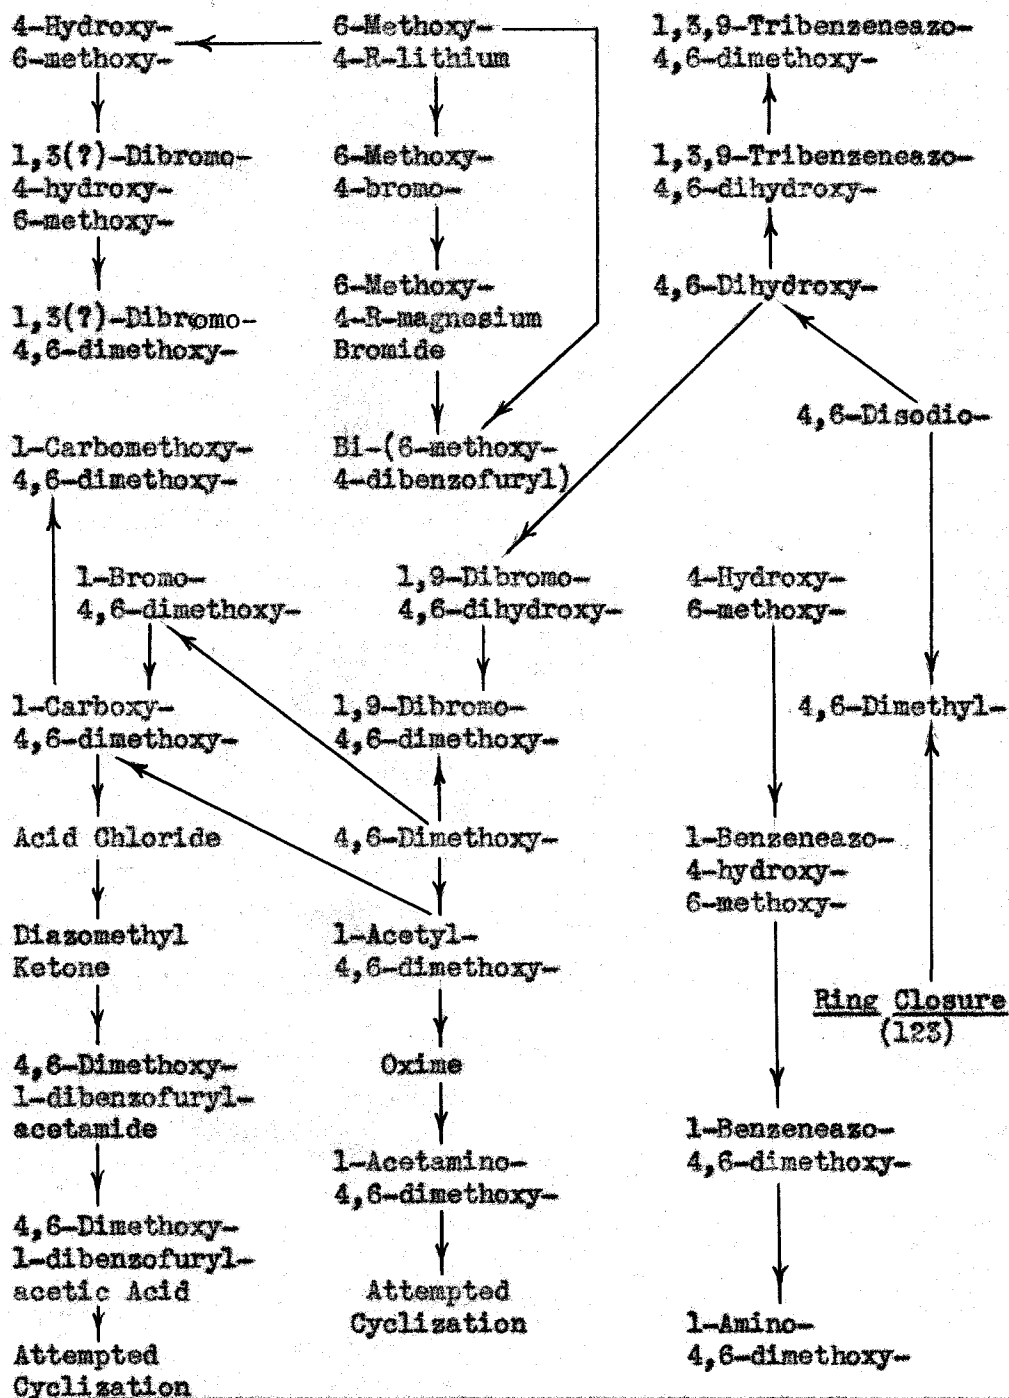 4-Hydroxy-
6-methoxy-
1,3(?)-Dibromo-
4-hydroxy-
6-methoxy-
1,3(?)-Dibromo-
4,6-dimethoxy-
1-Carbomethoxy-
4,6-dimethoxy-
1-Bromo-
4,6-dimethoxy-
1-Carboxy-
4,6-dimethoxy-
Acid Chloride
Diazomethyl
Ketone
4,6-Dimethoxy-
1-dibenzofuryl-
acetamide
4,6-Dimethoxy-
1-dibenzofuryl-
acetic Acid
Attempted
Cyclization
6-Methoxy-
4-R-lithium
6-Methoxy-
4-bromo-
6-Methoxy-
4-R-magnesium
Bromide
Bi-(6-methoxy-
4-dibenzofuryl)
1,9-Dibromo-
4,6-dihydroxy-
1,9-Dibromo-
4,6-dimethoxy-
4,6-Dimethoxy-
1-Acetyl-
4,6-dimethoxy-
Oxime
1-Acetamino-
4,6-dimethoxy-
Attempted
Cyclization
1,3,9-Tribenzeneazo-
4,6-dimethoxy-
1,3,9-Tribenzeneazo-
4,6-dihydroxy-
4,6-Dihydroxy-
4,6-Disodio-
4-Hydroxy-
6-methoxy-
4,6-Dimethyl-
1-Benzeneazo-
4-hydroxy-
6-methoxy-
Ring Closure
(123)
1-Benzeneazo-
4,6-dimethoxy-
1-Amino-
4,6-dimethoxy-